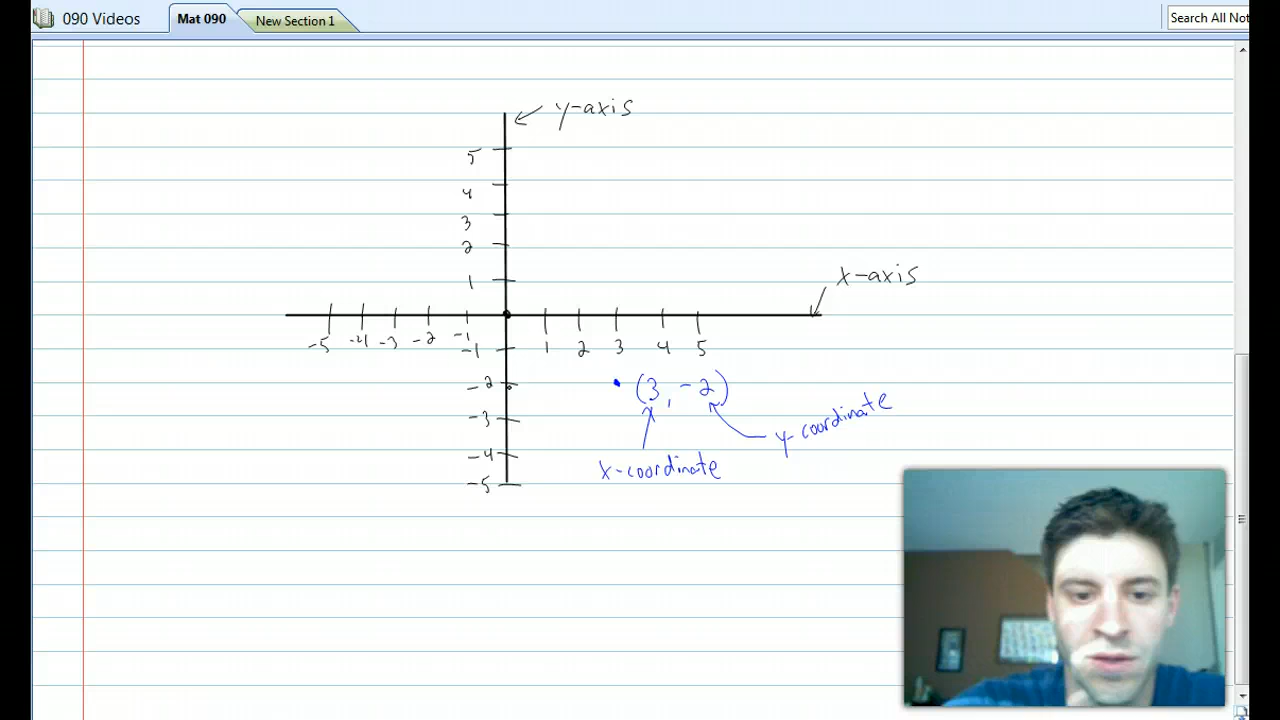 090 Videos
Mat 090
New Section 1
Search All Not
y-axis
5
4
3
2
1
x-axis
-5 -4 -3 -2 -1
1 2 3 4 5
-1
-2
-3
-4
-5
(3, -2)
y-coordinate
x-coordinate